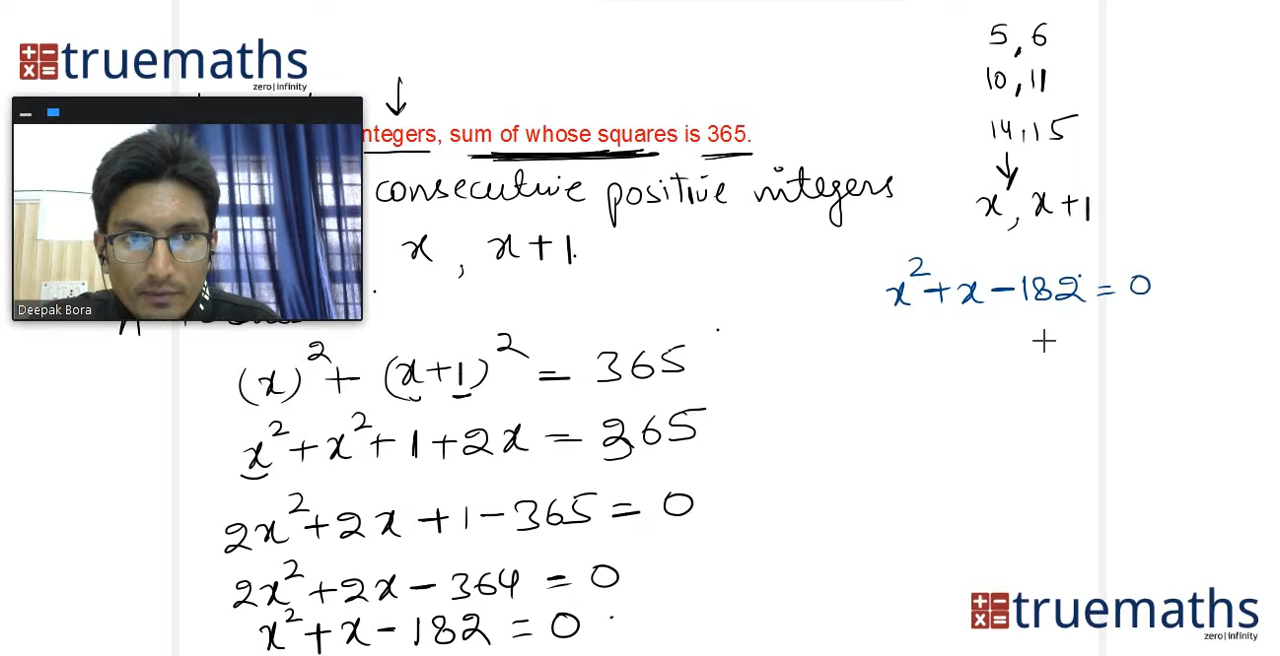 truemaths
zero|infinity
ntegers, sum of whose squares is 365.
consecutive positive integers
x , x+1.
Deepak Bora
(x)² + (x+1)² = 365
x² + x² + 1 + 2x = 365
2x² + 2x + 1 - 365 = 0
2x² + 2x - 364 = 0
x² + x - 182 = 0
5, 6
10, 11
14, 15
x, x+1
x² + x - 182 = 0
truemaths
zero|infinity